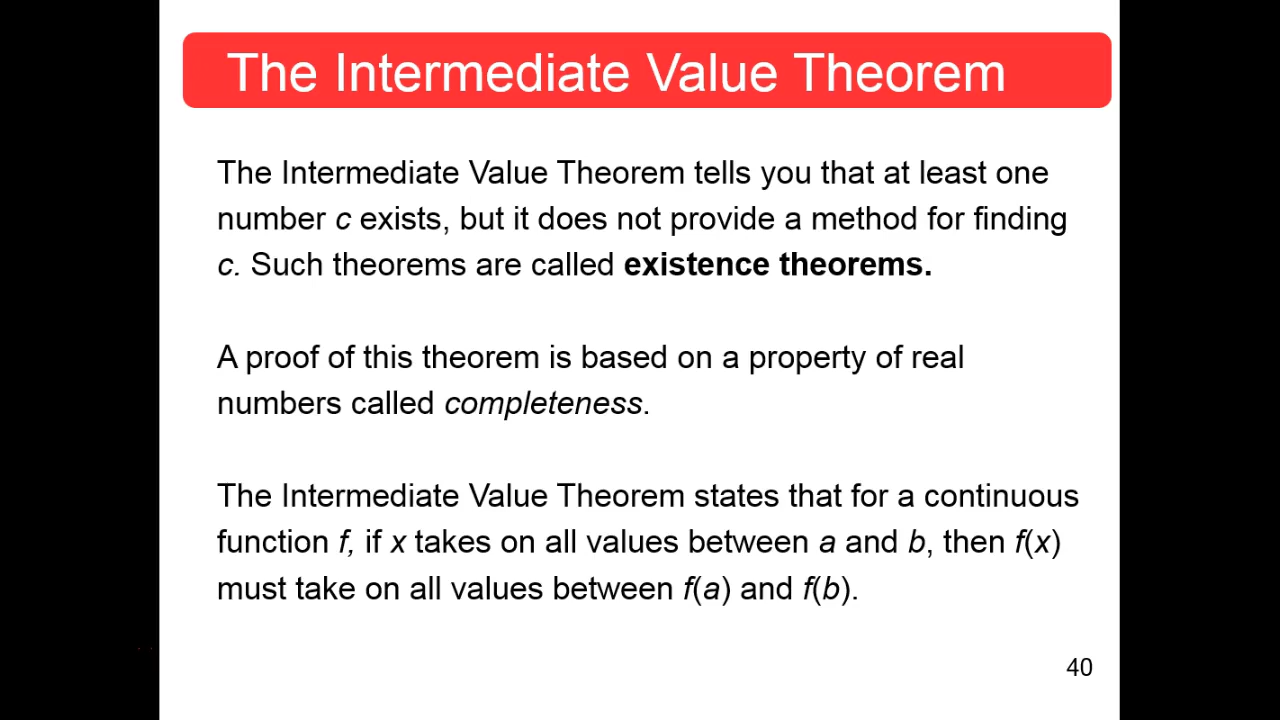 The Intermediate Value Theorem
The Intermediate Value Theorem tells you that at least one
number c exists, but it does not provide a method for finding
c. Such theorems are called existence theorems.
A proof of this theorem is based on a property of real
numbers called completeness.
The Intermediate Value Theorem states that for a continuous
function f, if x takes on all values between a and b, then f(x)
must take on all values between f(a) and f(b).
40